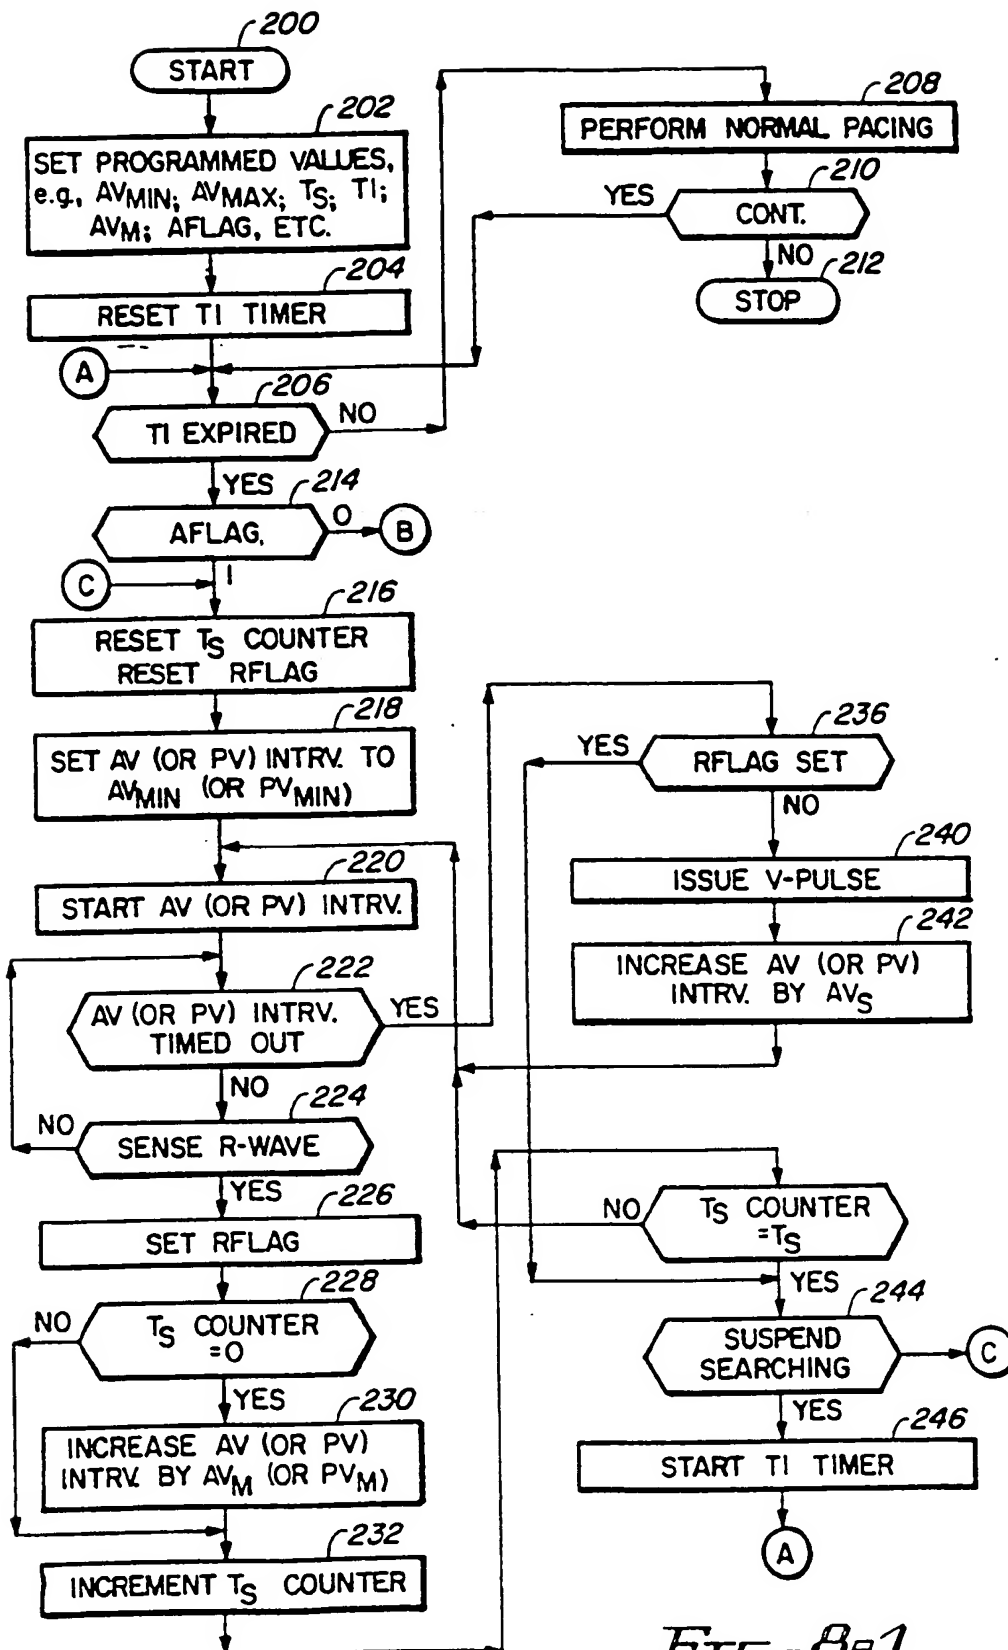 200
START
202
SET PROGRAMMED VALUES,
e.g., AVMIN; AVMAX; TS; TI;
AVM; AFLAG, ETC.
204
RESET TI TIMER
A
206
TI EXPIRED
NO
YES
208
PERFORM NORMAL PACING
210
CONT.
YES
NO
212
STOP
214
AFLAG.
0
B
1
C
216
RESET TS COUNTER
RESET RFLAG
218
SET AV (OR PV) INTRV. TO
AVMIN (OR PVMIN)
220
START AV (OR PV) INTRV.
222
AV (OR PV) INTRV.
TIMED OUT
YES
NO
224
SENSE R-WAVE
NO
YES
226
SET RFLAG
228
TS COUNTER
=0
NO
YES
230
INCREASE AV (OR PV)
INTRV. BY AVM (OR PVM)
232
INCREMENT TS COUNTER
236
RFLAG SET
YES
NO
240
ISSUE V-PULSE
242
INCREASE AV (OR PV)
INTRV. BY AVS
TS COUNTER
=TS
NO
YES
244
SUSPEND
SEARCHING
C
YES
246
START TI TIMER
A
FIG. 8-1